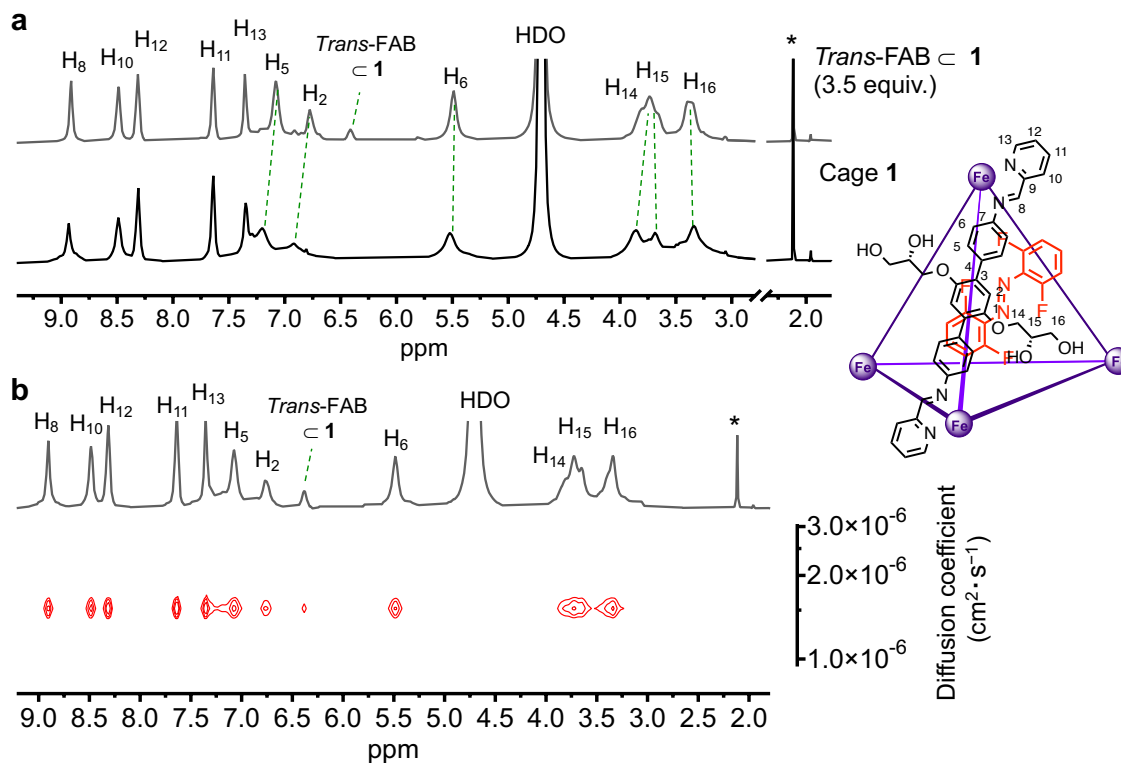 a
H₈
H₁₀
H₁₂
H₁₁
H₁₃
H₅
Trans-FAB
⊂ 1
H₂
H₆
HDO
H₁₄
H₁₅
H₁₆
*
Trans-FAB ⊂ 1
(3.5 equiv.)
Cage 1
9.0 8.5 8.0 7.5 7.0 6.5 6.0 5.5 5.0 4.5 4.0 3.5 3.0 2.0
ppm
13
12
11
10
9
8
7
6
5
4
3
2
1
14
15
16
N
N
Fe
Fe
Fe
F
HO
OH
O
F
N
N
F
O
HO
OH
N
N
b
H₈
H₁₀
H₁₂
H₁₁
H₁₃
H₅
H₂
Trans-FAB
⊂ 1
H₆
HDO
H₁₄
H₁₅
H₁₆
*
3.0×10⁻⁶
2.0×10⁻⁶
1.0×10⁻⁶
Diffusion coefficient
(cm²· s⁻¹)
9.0 8.5 8.0 7.5 7.0 6.5 6.0 5.5 5.0 4.5 4.0 3.5 3.0 2.5 2.0
ppm